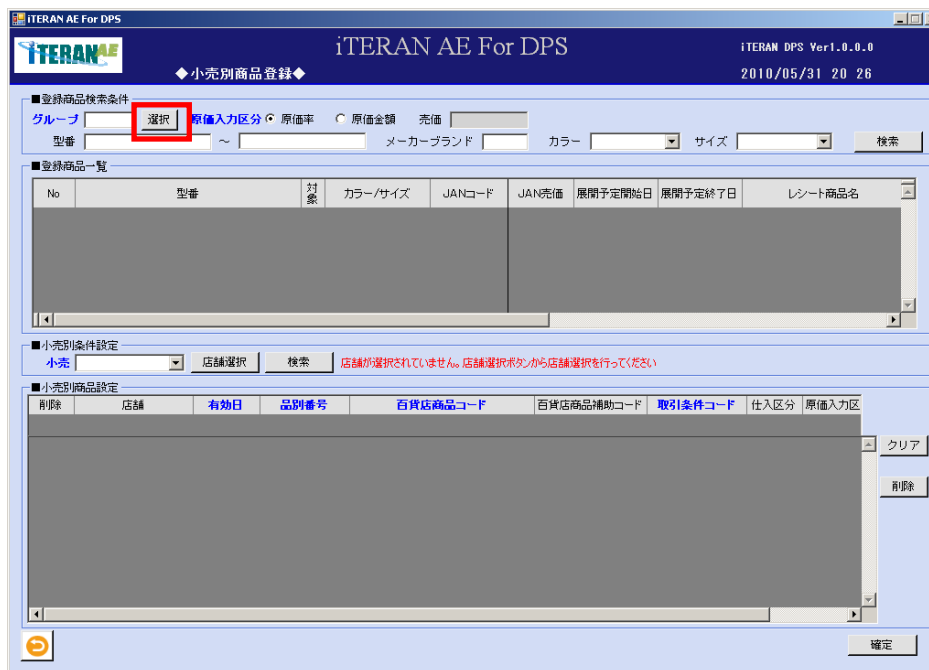 iTERAN AE For DPS
iTERAN AE
iTERAN AE For DPS
iTERAN DPS Ver1.0.0.0
◆小売別商品登録◆
2010/05/31 20 26
■登録商品検索条件
グループ 選択 原価入力区分 原価率 原価金額 売価
型番 ～ メーカーブランド カラー サイズ 検索
■登録商品一覧
No 型番 対象 カラー/サイズ JANコード JAN売価 展開予定開始日 展開予定終了日 レシート商品名
■小売別条件設定
小売 店舗選択 検索 店舗が選択されていません。店舗選択ボタンから店舗選択を行ってください
■小売別商品設定
削除 店舗 有効日 品別番号 百貨店商品コード 百貨店商品補助コード 取引条件コード 仕入区分 原価入力区
クリア
削除
確定